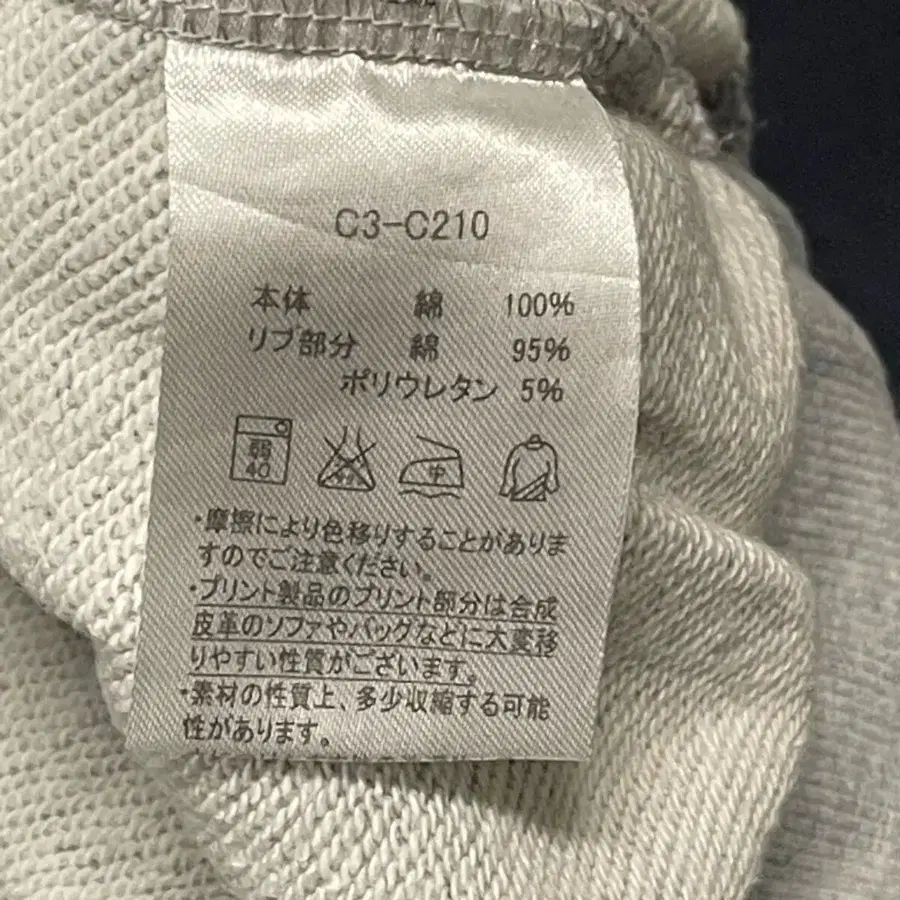 C3-C210
本体 綿 100%
リブ部分 綿 95%
ポリウレタン 5%
弱 40 中
・摩擦により色移りすることがありま
すのでご注意ください。
・プリント製品のプリント部分は合成
皮革のソファやバッグなどに大変移
りやすい性質がございます。
・素材の性質上、多少収縮する可能
性があります。